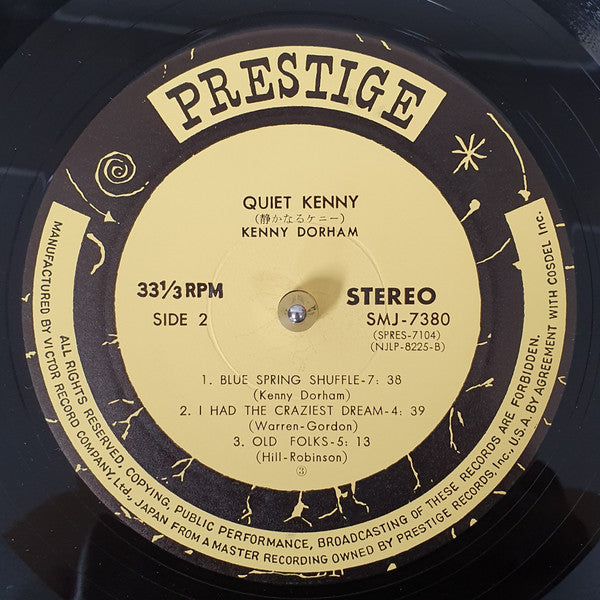 PRESTIGE
QUIET KENNY
(静かなるケニー)
KENNY DORHAM
33⅓ RPM
STEREO
SIDE 2
SMJ-7380
(SPRES-7104)
(NJLP-8225-B)
1. BLUE SPRING SHUFFLE-7: 38
(Kenny Dorham)
2. I HAD THE CRAZIEST DREAM-4: 39
(Warren-Gordon)
3. OLD FOLKS-5: 13
(Hill-Robinson)
③
ALL RIGHTS RESERVED, COPYING, PUBLIC PERFORMANCE, BROADCASTING OF THESE RECORDS ARE FORBIDDEN.
MANUFACTURED BY VICTOR RECORD COMPANY, Ltd., JAPAN FROM A MASTER RECORDING OWNED BY PRESTIGE RECORDS, Inc., U.S.A. BY AGREEMENT WITH COSDEL Inc.